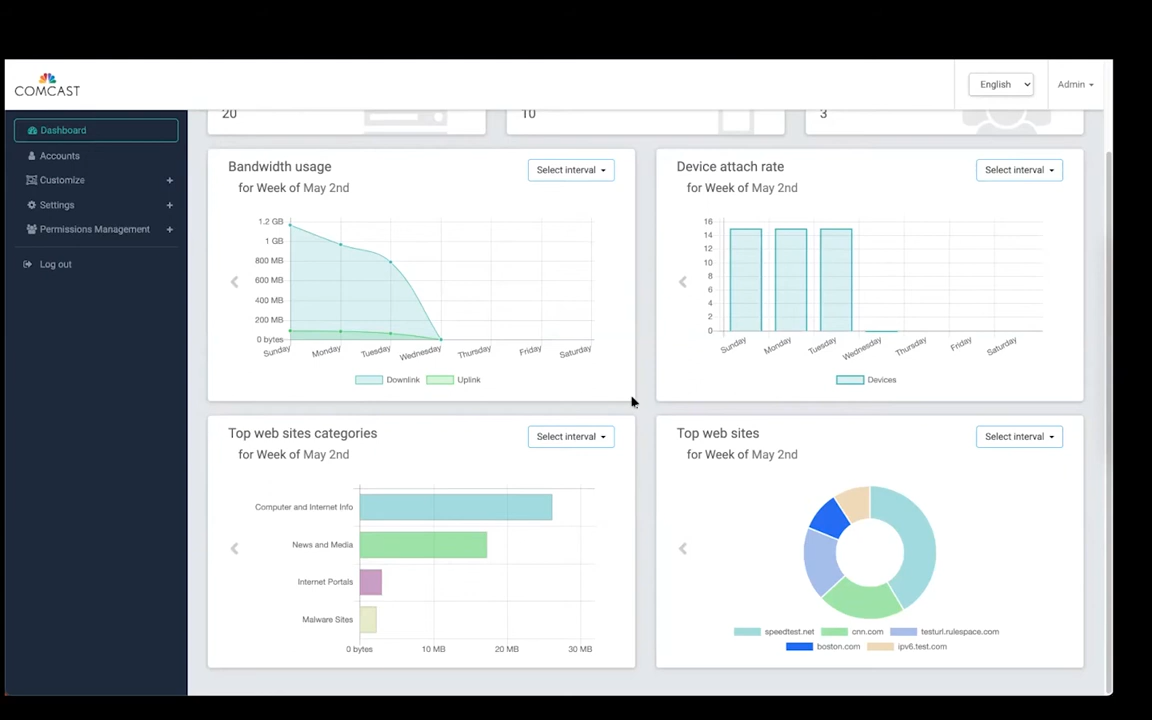 COMCAST
English
Admin
Dashboard
Accounts
Customize +
Settings +
Permissions Management +
Log out
20
10
3
Bandwidth usage
Select interval
for Week of May 2nd
1.2 GB
1 GB
800 MB
600 MB
400 MB
200 MB
0 bytes
Sunday Monday Tuesday Wednesday Thursday Friday Saturday
Downlink Uplink
Device attach rate
Select interval
for Week of May 2nd
16
14
12
10
8
6
4
2
0
Sunday Monday Tuesday Wednesday Thursday Friday Saturday
Devices
Top web sites categories
Select interval
for Week of May 2nd
Computer and Internet Info
News and Media
Internet Portals
Malware Sites
0 bytes 10 MB 20 MB 30 MB
Top web sites
Select interval
for Week of May 2nd
speedtest.net cnn.com testurl.rulespace.com
boston.com ipv6.test.com